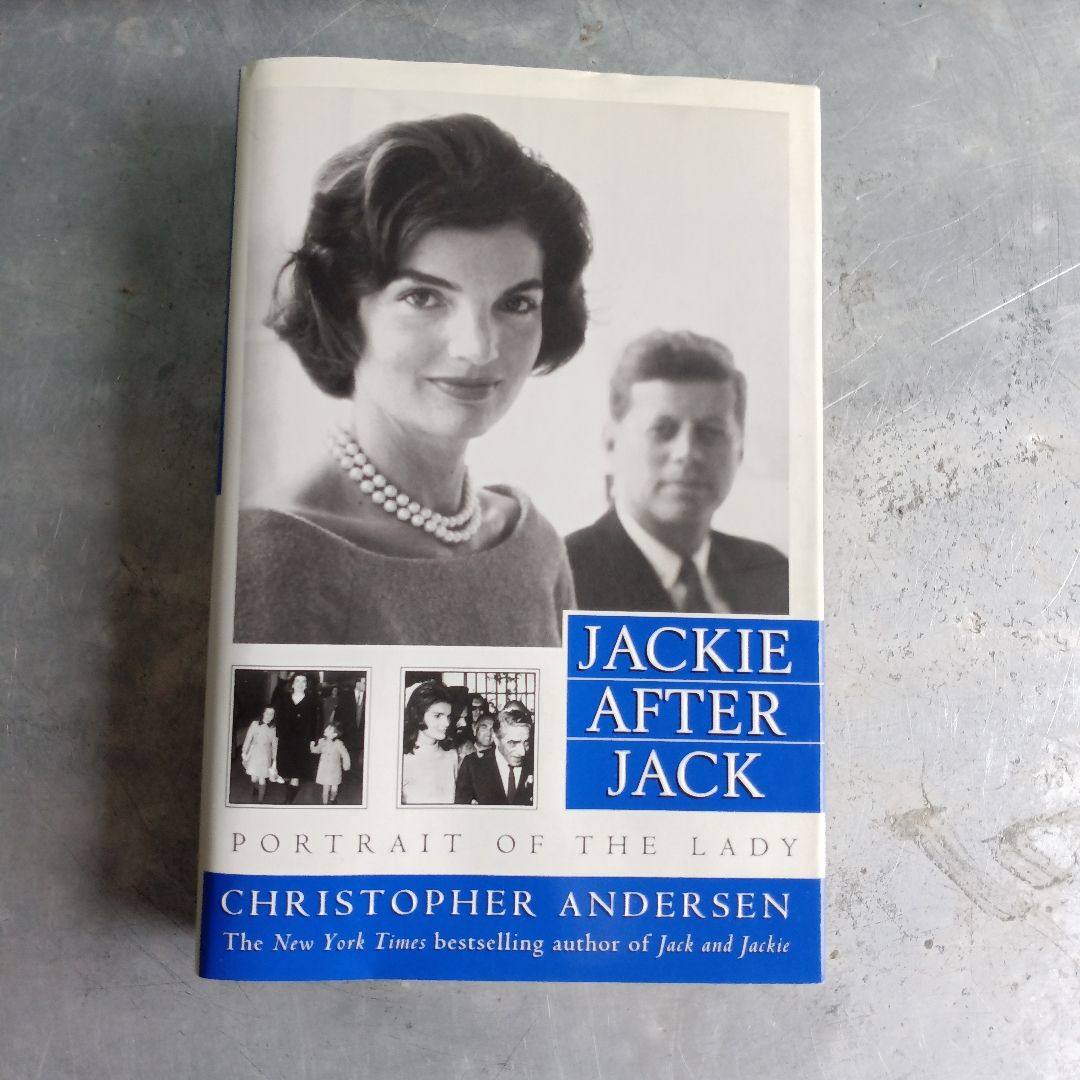 JACKIE
AFTER
JACK
PORTRAIT OF THE LADY
CHRISTOPHER ANDERSEN
The New York Times bestselling author of Jack and Jackie